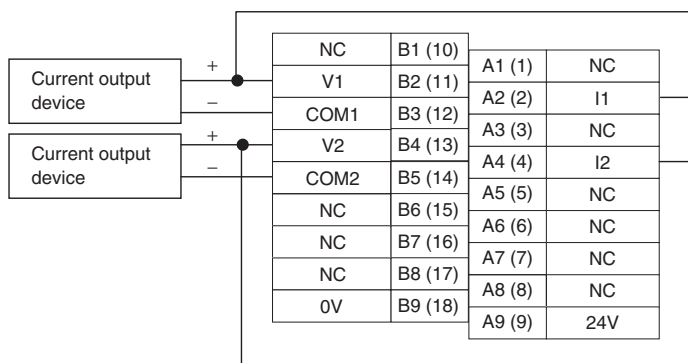 Current output
device
+
−
Current output
device
+
−
NC B1 (10)
V1 B2 (11)
COM1 B3 (12)
V2 B4 (13)
COM2 B5 (14)
NC B6 (15)
NC B7 (16)
NC B8 (17)
0V B9 (18)
A1 (1) NC
A2 (2) I1
A3 (3) NC
A4 (4) I2
A5 (5) NC
A6 (6) NC
A7 (7) NC
A8 (8) NC
A9 (9) 24V